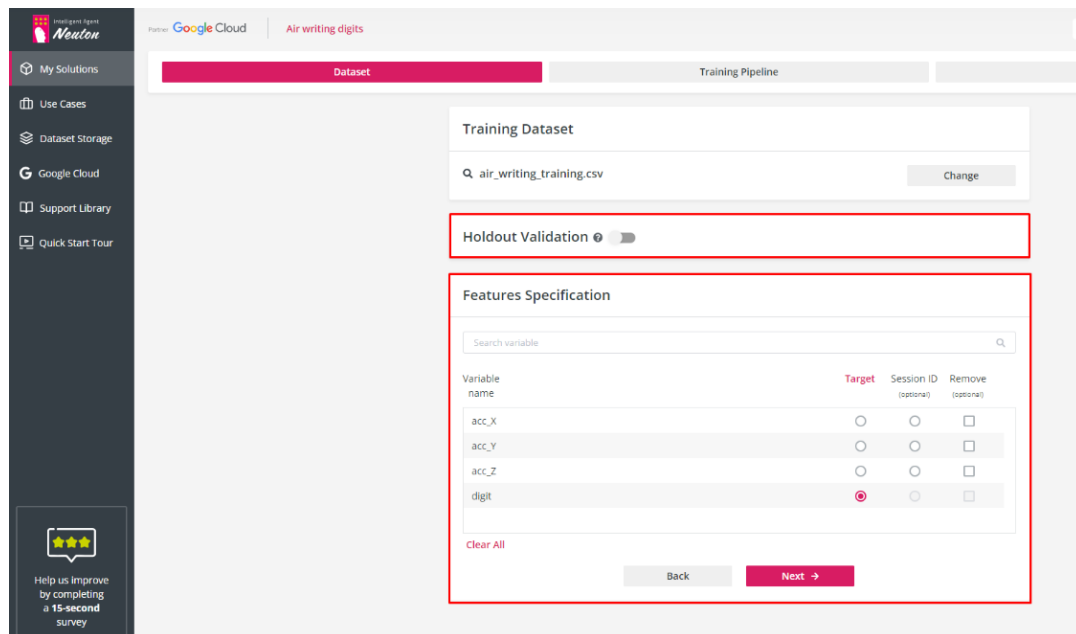 Intelligent Agent
Neuton
Partner Google Cloud
Air writing digits
My Solutions
Use Cases
Dataset Storage
G Google Cloud
Support Library
Quick Start Tour
Help us improve
by completing
a 15-second
survey
Dataset
Training Pipeline
Training Dataset
air_writing_training.csv
Change
Holdout Validation ?
Features Specification
Search variable
Variable name
Target
Session ID (optional)
Remove (optional)
acc_X
acc_Y
acc_Z
digit
Clear All
Back
Next →